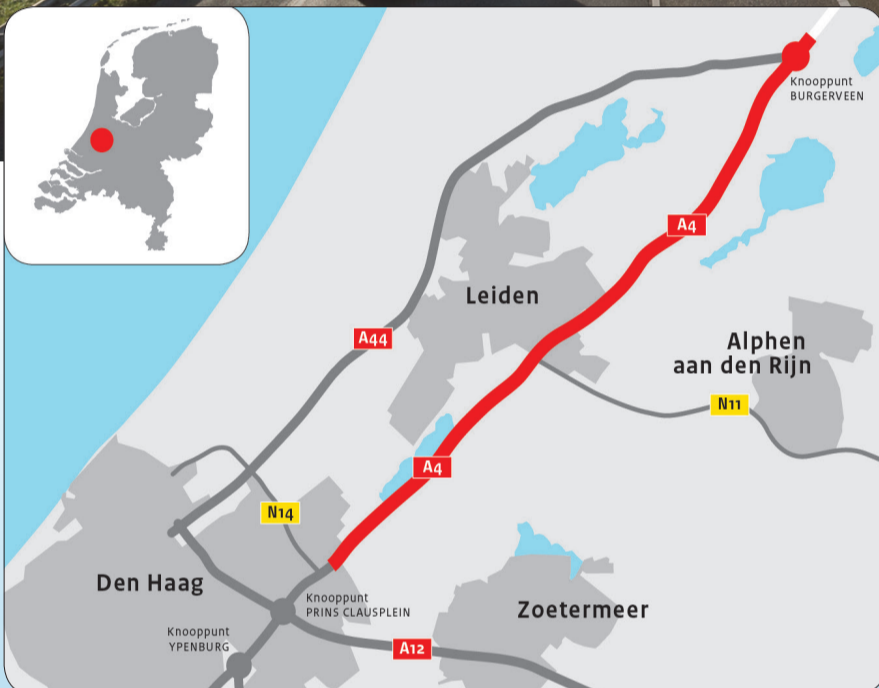 Knooppunt
BURGERVEEN
A4
Leiden
A44
Alphen
aan den Rijn
N11
A4
N14
Den Haag
Knooppunt
PRINS CLAUSPLEIN
Zoetermeer
Knooppunt
YPENBURG
A12